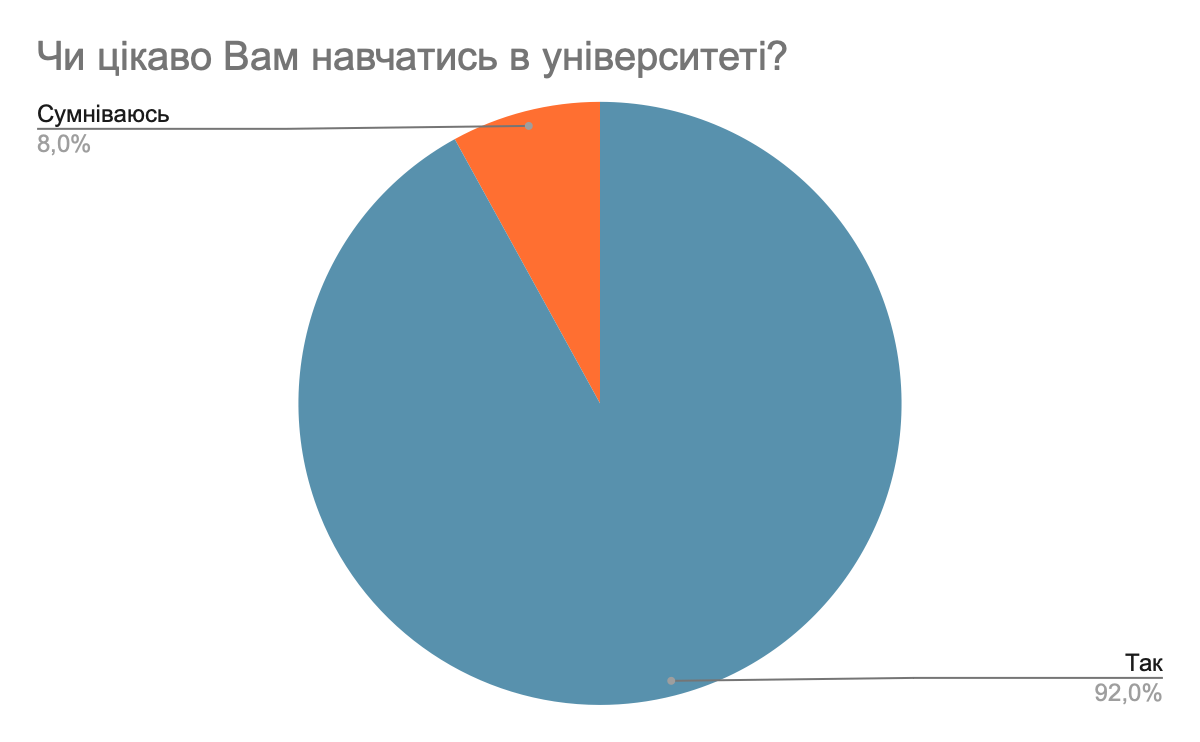 Чи цікаво Вам навчатись в університеті?
Сумніваюсь
8,0%
Так
92,0%